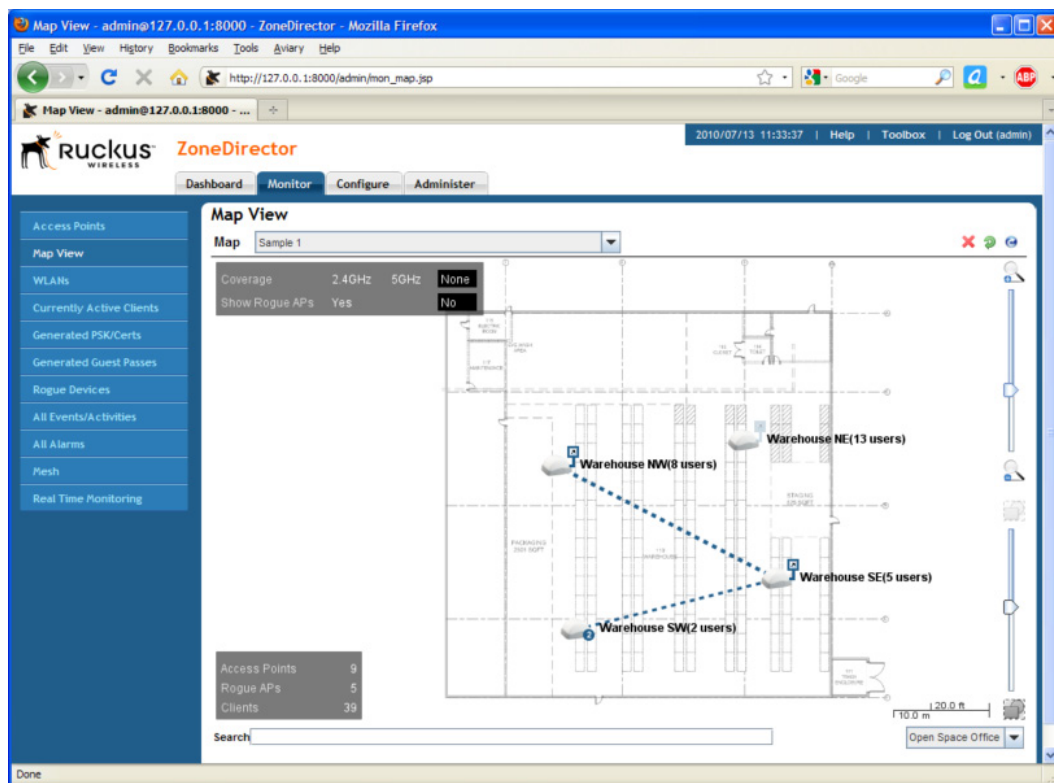 Map View - admin@127.0.0.1:8000 - ZoneDirector - Mozilla Firefox
File Edit View History Bookmarks Tools Aviary Help
http://127.0.0.1:8000/admin/mon_map.jsp
Google
ABP
Map View - admin@127.0.0.1:8000 - ...
2010/07/13 11:33:37 | Help | Toolbox | Log Out (admin)
RUCKUS
WIRELESS
ZoneDirector
Dashboard Monitor Configure Administer
Access Points
Map View
WLANs
Currently Active Clients
Generated PSK/Certs
Generated Guest Passes
Rogue Devices
All Events/Activities
All Alarms
Mesh
Real Time Monitoring
Map View
Map Sample 1
Coverage 2.4GHz 5GHz None
Show Rogue APs Yes No
Warehouse NE(13 users)
Warehouse NW(8 users)
STAGING
PACKAGING
WAREHOUSE
Warehouse SE(5 users)
Warehouse SW(2 users)
2
Access Points 9
Rogue APs 5
Clients 39
20.0 ft
10.0 m
Search
Open Space Office
Done